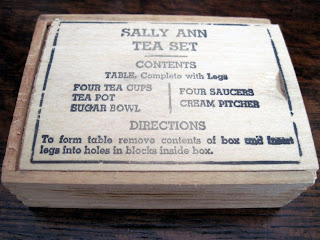 SALLY ANN
TEA SET
CONTENTS
TABLE, Complete with Legs
FOUR TEA CUPS
TEA POT
SUGAR BOWL
FOUR SAUCERS
CREAM PITCHER
DIRECTIONS
To form table remove contents of box and insert
legs into holes in blocks inside box.